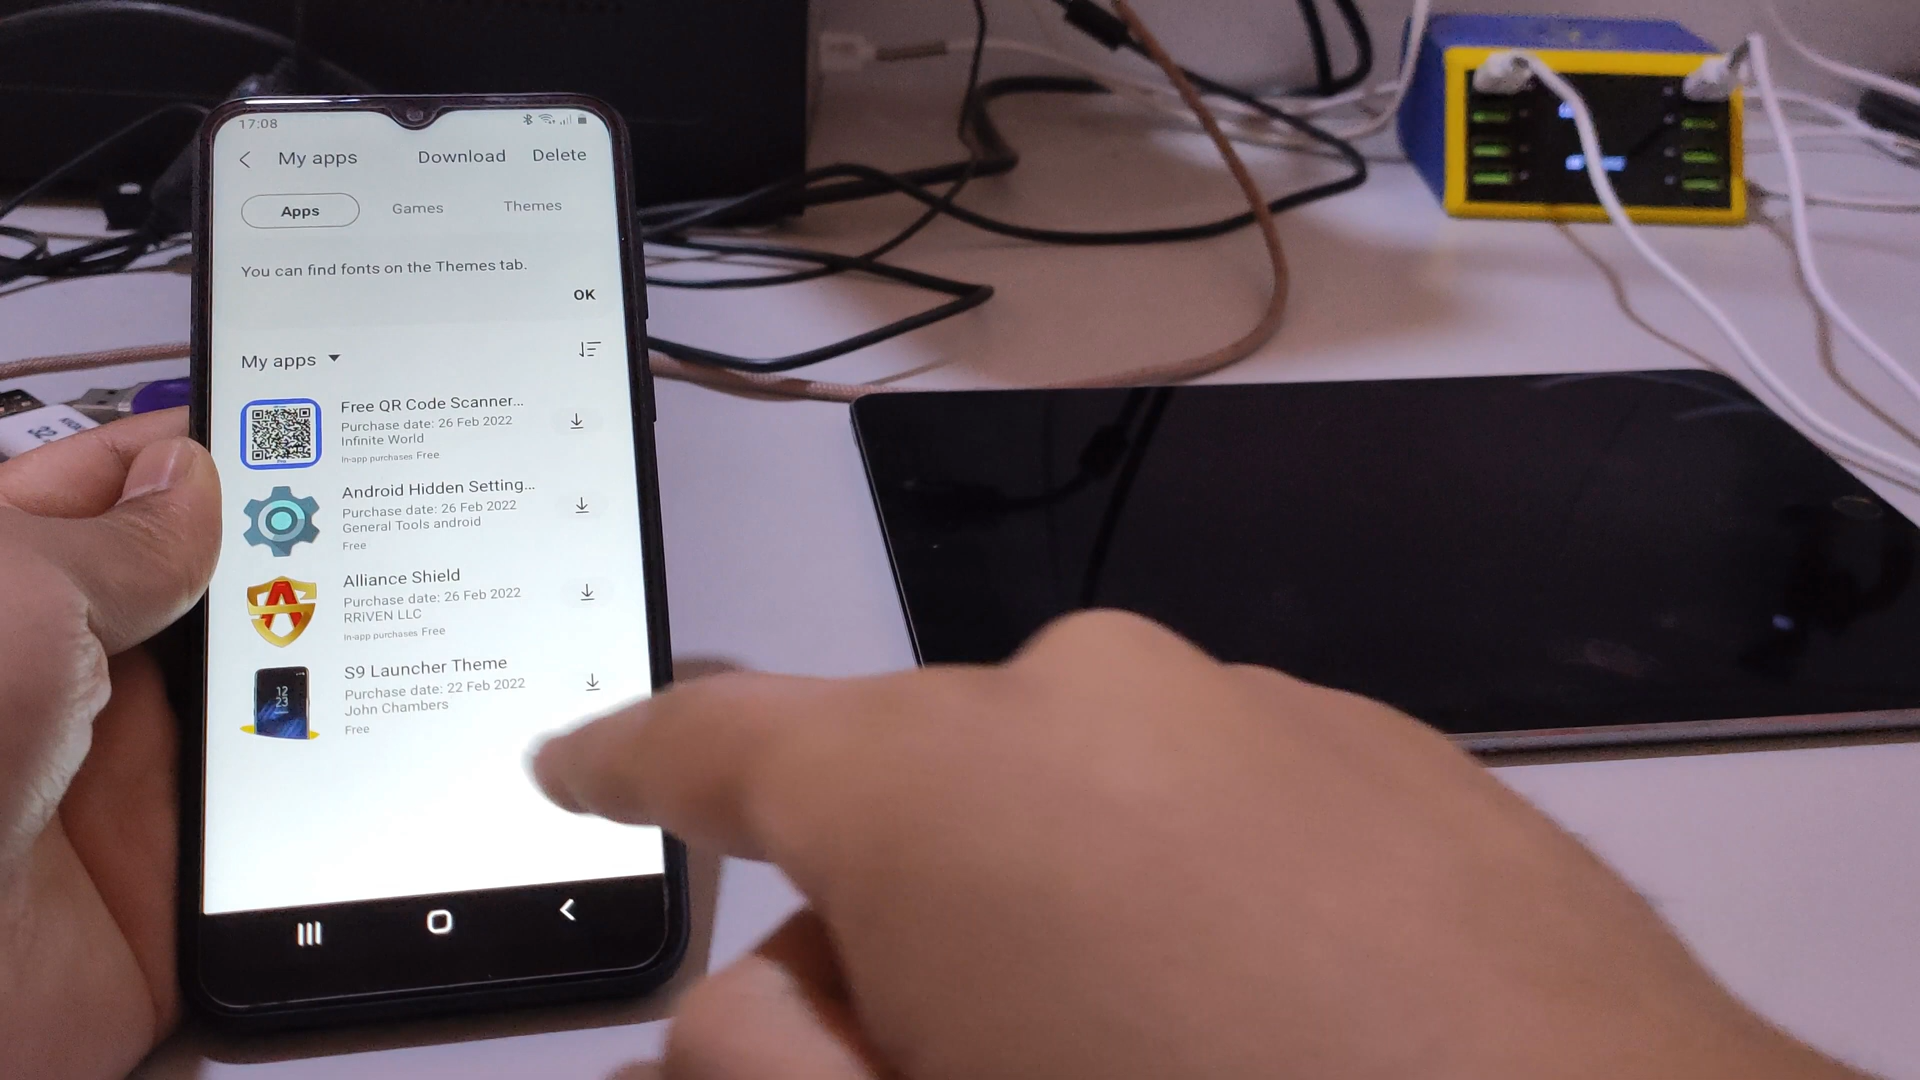 17:08
My apps Download Delete
Apps Games Themes
You can find fonts on the Themes tab.
OK
My apps
Free QR Code Scanner...
Purchase date: 26 Feb 2022
Infinite World
In-app purchases Free
Android Hidden Setting...
Purchase date: 26 Feb 2022
General Tools android
Free
Alliance Shield
Purchase date: 26 Feb 2022
RRiVEN LLC
In-app purchases Free
S9 Launcher Theme
Purchase date: 22 Feb 2022
John Chambers
Free
12
23
32